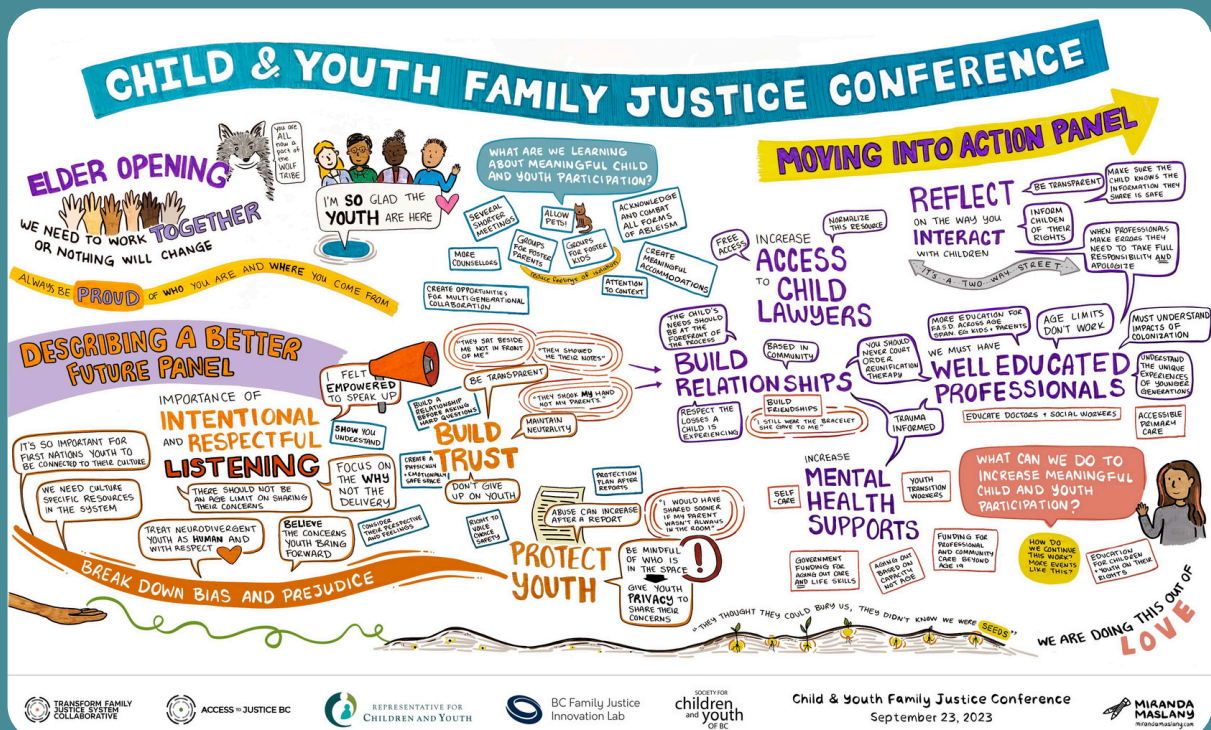 CHILD & YOUTH FAMILY JUSTICE CONFERENCE
ELDER OPENING
you are
ALL
now a
part of
the
WOLF
TRIBE
WE NEED TO WORK TOGETHER
OR NOTHING WILL CHANGE
I'M SO GLAD THE
YOUTH ARE HERE
ALWAYS BE PROUD OF WHO YOU ARE AND WHERE YOU COME FROM
WHAT ARE WE LEARNING
ABOUT MEANINGFUL CHILD
AND YOUTH PARTICIPATION?
SEVERAL
SHORTER
MEETINGS
ALLOW
PETS!
ACKNOWLEDGE
AND COMBAT
ALL FORMS
OF ABLEISM
MORE
COUNSELLORS
GROUPS
FOR FOSTER
PARENTS
GROUPS
FOR FOSTER
KIDS
reduce feelings of isolation
CREATE
MEANINGFUL
ACCOMMODATIONS
ATTENTION
TO CONTEXT
CREATE OPPORTUNITIES
FOR MULTIGENERATIONAL
COLLABORATION
DESCRIBING A BETTER
FUTURE PANEL
IMPORTANCE OF
INTENTIONAL
AND RESPECTFUL
LISTENING
I FELT
EMPOWERED
TO SPEAK UP
SHOW YOU
UNDERSTAND
IT'S SO IMPORTANT FOR
FIRST NATIONS YOUTH TO
BE CONNECTED TO THEIR CULTURE
WE NEED CULTURE
SPECIFIC RESOURCES
IN THE SYSTEM
THERE SHOULD NOT BE
AN AGE LIMIT ON SHARING
THEIR CONCERNS
FOCUS ON
THE WHY
NOT THE
DELIVERY
TREAT NEURODIVERGENT
YOUTH AS HUMAN AND
WITH RESPECT
BELIEVE
THE CONCERNS
YOUTH BRING
FORWARD
CONSIDER
THEIR PERSPECTIVE
AND FEELINGS
BREAK DOWN BIAS AND PREJUDICE
"THEY SAT BESIDE
ME NOT IN FRONT
OF ME"
"THEY SHOWED
ME THEIR NOTES"
BE TRANSPARENT
"THEY SHOOK MY HAND
NOT MY PARENTS"
BUILD A
RELATIONSHIP
BEFORE ASKING
HARD QUESTIONS
BUILD
TRUST
MAINTAIN
NEUTRALITY
CREATE A
PHYSICALLY
+ EMOTIONALLY
SAFE SPACE
DON'T GIVE
UP ON YOUTH
RIGHT TO
VOICE
CHOICE
SAFETY
PROTECTION
PLAN AFTER
REPORTS
ABUSE CAN INCREASE
AFTER A REPORT
"I WOULD HAVE
SHARED SOONER
IF MY PARENT
WASN'T ALWAYS
IN THE ROOM"
PROTECT
YOUTH
BE MINDFUL
OF WHO IS
IN THE SPACE
GIVE YOUTH
PRIVACY TO
SHARE THEIR
CONCERNS
MOVING INTO ACTION PANEL
FREE
ACCESS
NORMALIZE
THIS RESOURCE
INCREASE
ACCESS
TO CHILD
LAWYERS
REFLECT
ON THE WAY YOU
INTERACT
WITH CHILDREN
BE TRANSPARENT
MAKE SURE THE
CHILD KNOWS THE
INFORMATION THEY
SHARE IS SAFE
INFORM
CHILDEN
OF THEIR
RIGHTS
WHEN PROFESSIONALS
MAKE ERRORS THEY
NEED TO TAKE FULL
RESPONSIBILITY AND
APOLOGIZE
IT'S A TWO-WAY STREET...
THE CHILD'S
NEEDS SHOULD
BE AT THE
FOREFRONT OF
THE PROCESS
BASED IN
COMMUNITY
BUILD
RELATIONSHIPS
YOU SHOULD
NEVER COURT
ORDER
REUNIFICATION
THERAPY
RESPECT THE
LOSSES A
CHILD IS
EXPERIENCING
BUILD
FRIENDSHIPS
"I STILL WEAR THE BRACELET
SHE GAVE TO ME"
MORE EDUCATION FOR
F.A.S.D. ACROSS AGE
SPAN. EG KIDS + PARENTS
AGE LIMITS
DON'T WORK
MUST UNDERSTAND
IMPACTS OF
COLONIZATION
WE MUST HAVE
WELL EDUCATED
PROFESSIONALS
UNDERSTAND
THE UNIQUE
EXPERIENCES
OF YOUNGER
GENERATIONS
TRAUMA
INFORMED
EDUCATE DOCTORS + SOCIAL WORKERS
ACCESSIBLE
PRIMARY
CARE
INCREASE
MENTAL
HEALTH
SUPPORTS
SELF-
CARE
YOUTH
TRANSITION
WORKERS
GOVERNMENT
FUNDING FOR
AGING OUT CARE
AND LIFE SKILLS
AGING OUT
BASED ON
CAPACITY
NOT AGE
FUNDING FOR
PROFESSIONAL
AND COMMUNITY
CARE BEYOND
AGE 19
WHAT CAN WE DO TO
INCREASE MEANINGFUL
CHILD AND YOUTH
PARTICIPATION?
HOW DO
WE CONTINUE
THIS WORK?
MORE EVENTS
LIKE THIS?
EDUCATION
FOR CHILDREN
+ YOUTH ON THEIR
RIGHTS
"THEY THOUGHT THEY COULD BURY US, THEY DIDN'T KNOW WE WERE SEEDS"
WE ARE DOING THIS OUT OF
LOVE
TRANSFORM FAMILY
JUSTICE SYSTEM
COLLABORATIVE
ACCESS TO JUSTICE BC
REPRESENTATIVE FOR
CHILDREN AND YOUTH
BC Family Justice
Innovation Lab
SOCIETY FOR
children
and youth
OF BC
Child & Youth Family Justice Conference
September 23, 2023
MIRANDA
MASLANY
mirandamaslany.com